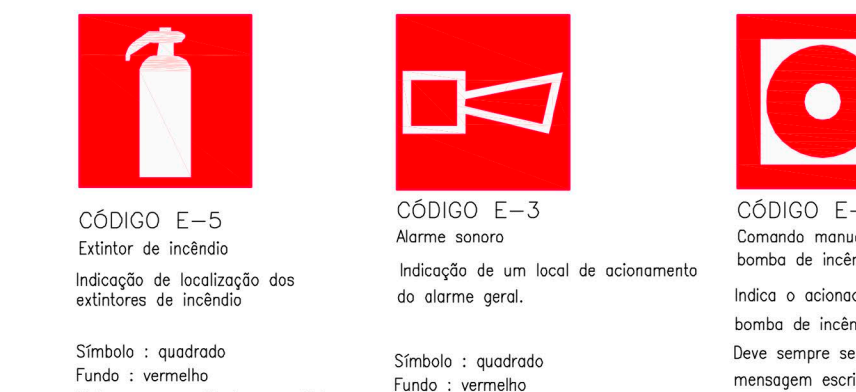 CÓDIGO E-5
Extintor de incêndio
Indicação de localização dos
extintores de incêndio
Símbolo : quadrado
Fundo : vermelho
CÓDIGO E-3
Alarme sonoro
Indicação de um local de acionamento
do alarme geral.
Símbolo : quadrado
Fundo : vermelho
CÓDIGO E-
Comando
bomba de
Indica o
bomba de
Deve sempre
mensagem